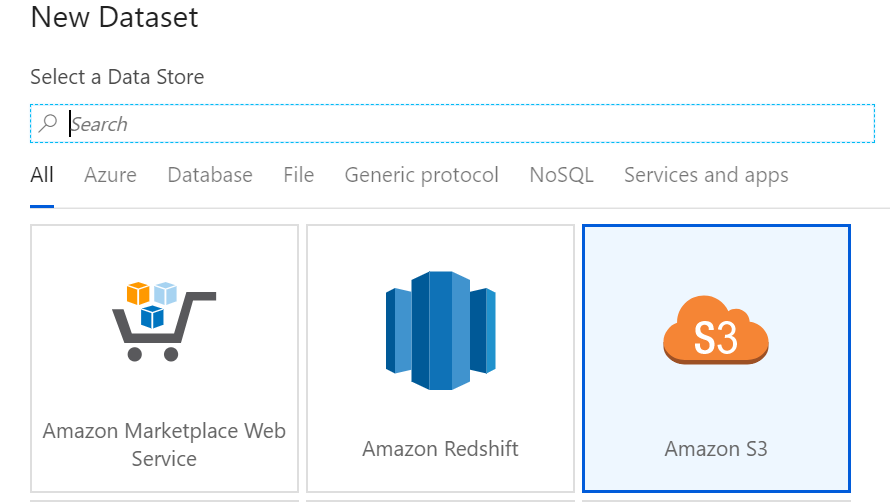 New Dataset
Select a Data Store
Search
All Azure Database File Generic protocol NoSQL Services and apps
S3
Amazon Marketplace Web
Service
Amazon Redshift
Amazon S3